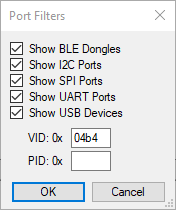 Port Filters
Show BLE Dongles
Show I2C Ports
Show SPI Ports
Show UART Ports
Show USB Devices
VID: 0x 04b4
PID: 0x
OK Cancel